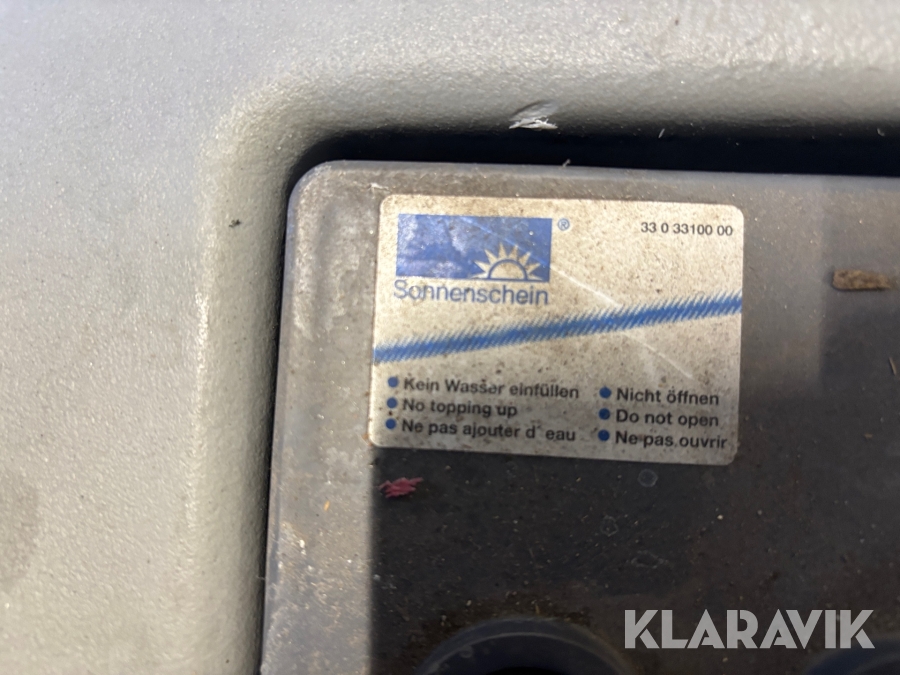 ®
33 0 33100 00
Sonnenschein
• Kein Wasser einfüllen
• No topping up
• Ne pas ajouter d' eau
• Nicht öffnen
• Do not open
• Ne pas ouvrir
KLARAVIK